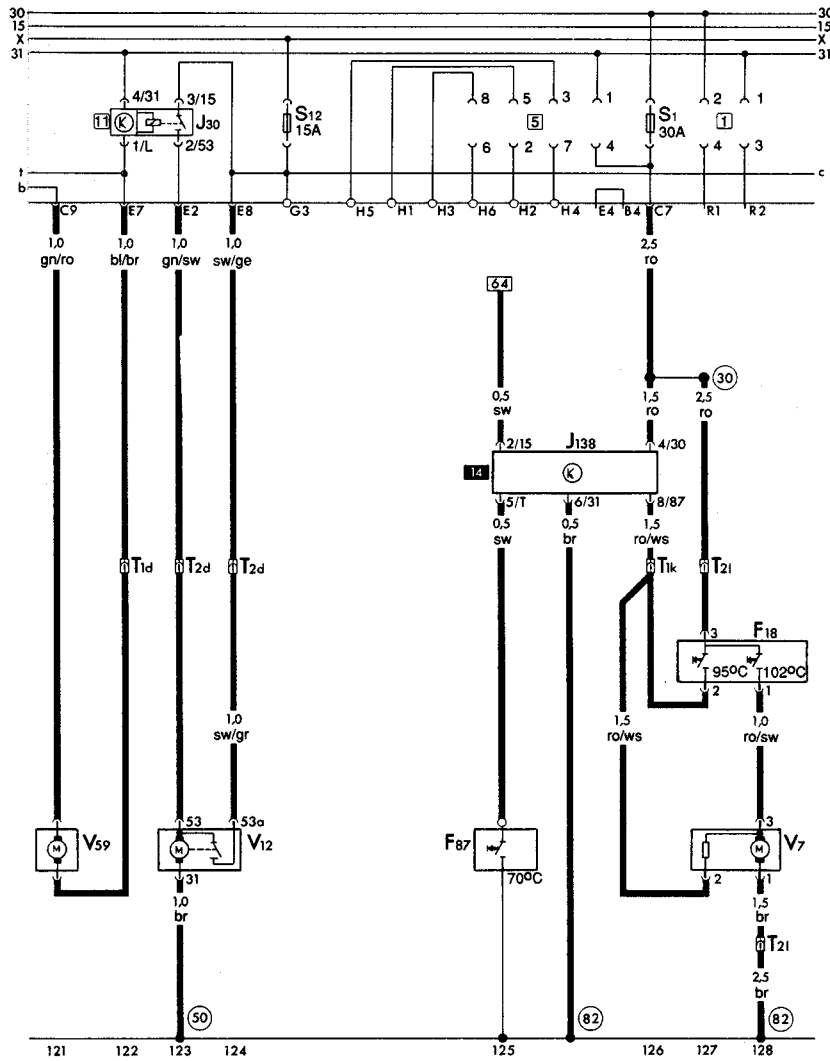 30 30
15 15
X X
31 31
4/31 3/15 8 5 3 1 2 1
11 J30 S12 15A 5 S1 30A 1
1/L 2/53 6 2 7 4 4 3
t c
b
C9 E7 E2 E8 G3 H5 H1 H3 H6 H2 H4 E4 B4 C7 R1 R2
1,0 1,0 1,0 1,0 2,5
gn/ro bl/br gn/sw sw/ge ro
64
30
0,5 1,5 2,5
sw ro ro
2/15 J138 4/30
14
5/T 6/31 8/87
0,5 0,5 1,5
sw br ro/ws
T1d T2d T2d T1k T2l
3 F18
95°C 102°C
2 1
1,0 1,5 1,0
sw/gr ro/ws ro/sw
53 53a 3
M V59 M V12 F87 M V7
31 70°C 2 1
1,0 1,5
br br
T2l
2,5
br
50 82 82
121 122 123 124 125 126 127 128